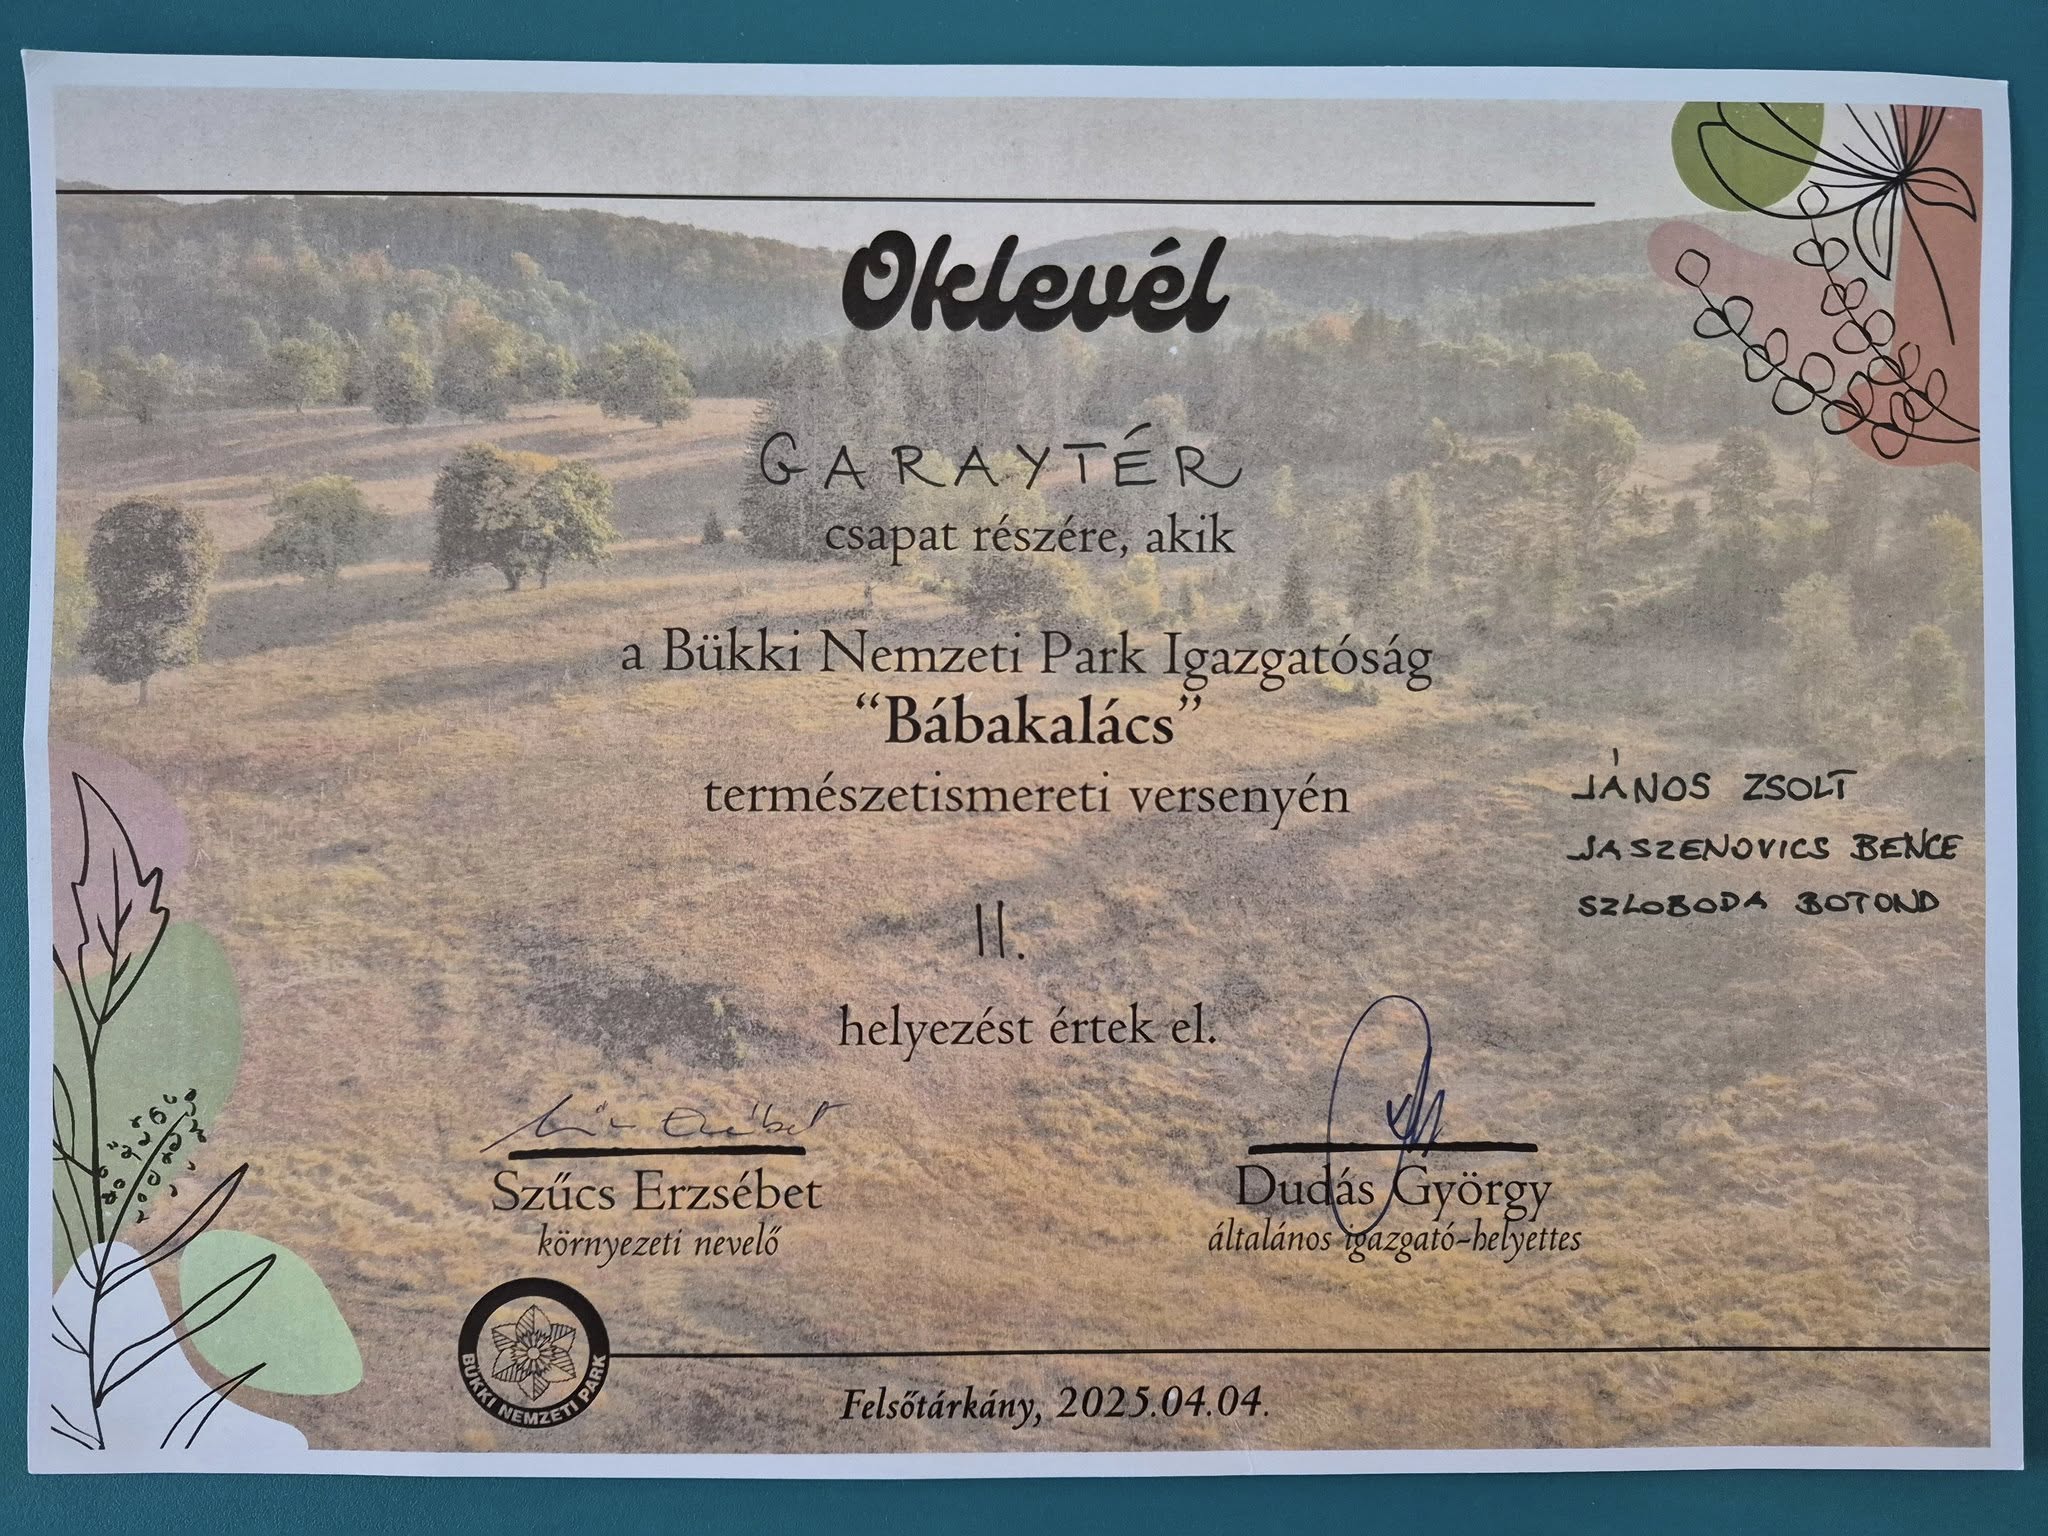 Oklevél
GARAYTÉR
csapat részére, akik
a Bükki Nemzeti Park Igazgatóság
“Bábakalács”
természetismereti versenyén
JÁNOS ZSOLT
JASZENOVICS BENCE
SZLOBODA BOTOND
II.
helyezést értek el.
Szűcs Erzsébet
környezeti nevelő
Dudás György
általános igazgató-helyettes
BÜKKI NEMZETI PARK
Felsőtárkány, 2025.04.04.